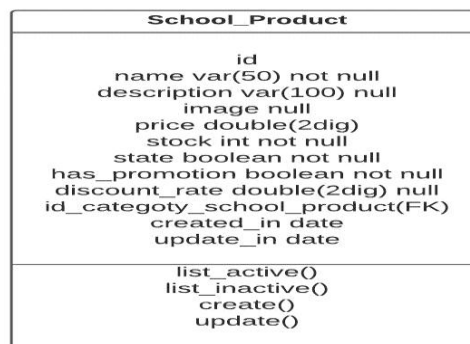 School_Product
id
name var(50) not null
description var(100) null
image null
price double(2dig)
stock int not null
state boolean not null
has_promotion boolean not null
discount_rate double(2dig) null
id_categoty_school_product(FK)
created_in date
update_in date
list_active()
list_inactive()
create()
update()